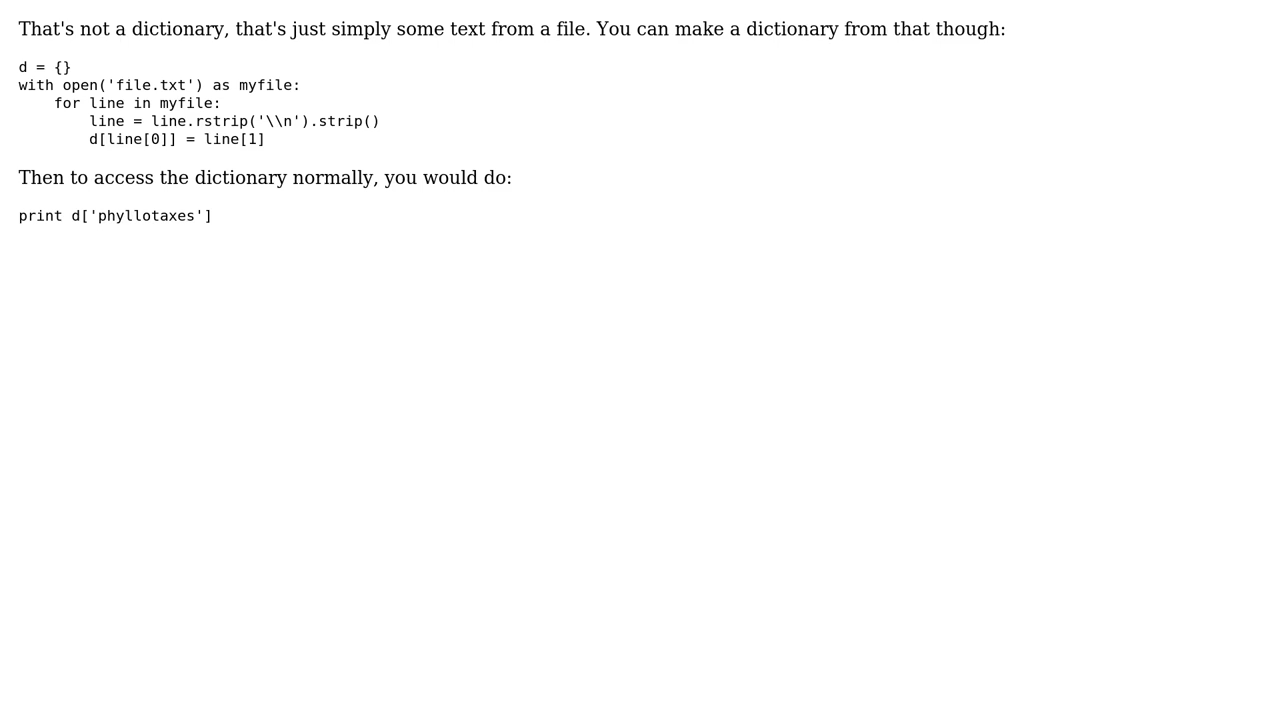 That's not a dictionary, that's just simply some text from a file. You can make a dictionary from that though:
d = {}
with open('file.txt') as myfile:
    for line in myfile:
        line = line.rstrip('\\n').strip()
        d[line[0]] = line[1]
Then to access the dictionary normally, you would do:
print d['phyllotaxes']